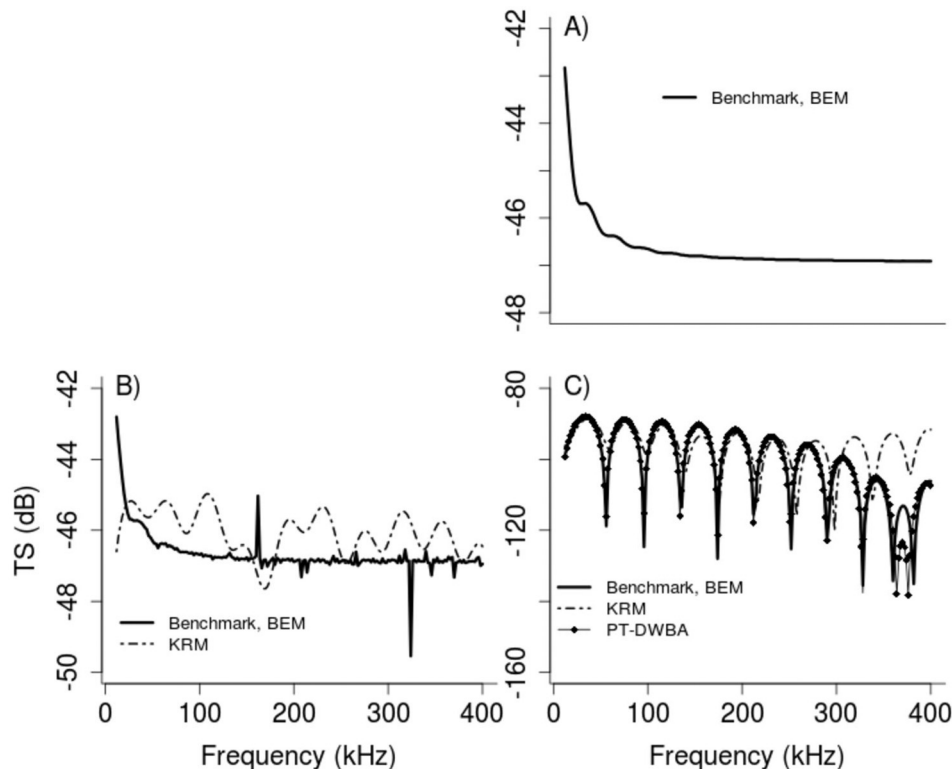 A)
-42
-44
-46
-48
Benchmark, BEM
B)
TS (dB)
-42
-44
-46
-48
-50
Benchmark, BEM
KRM
0 100 200 300 400
Frequency (kHz)
C)
-80
-120
-160
Benchmark, BEM
KRM
PT-DWBA
0 100 200 300 400
Frequency (kHz)